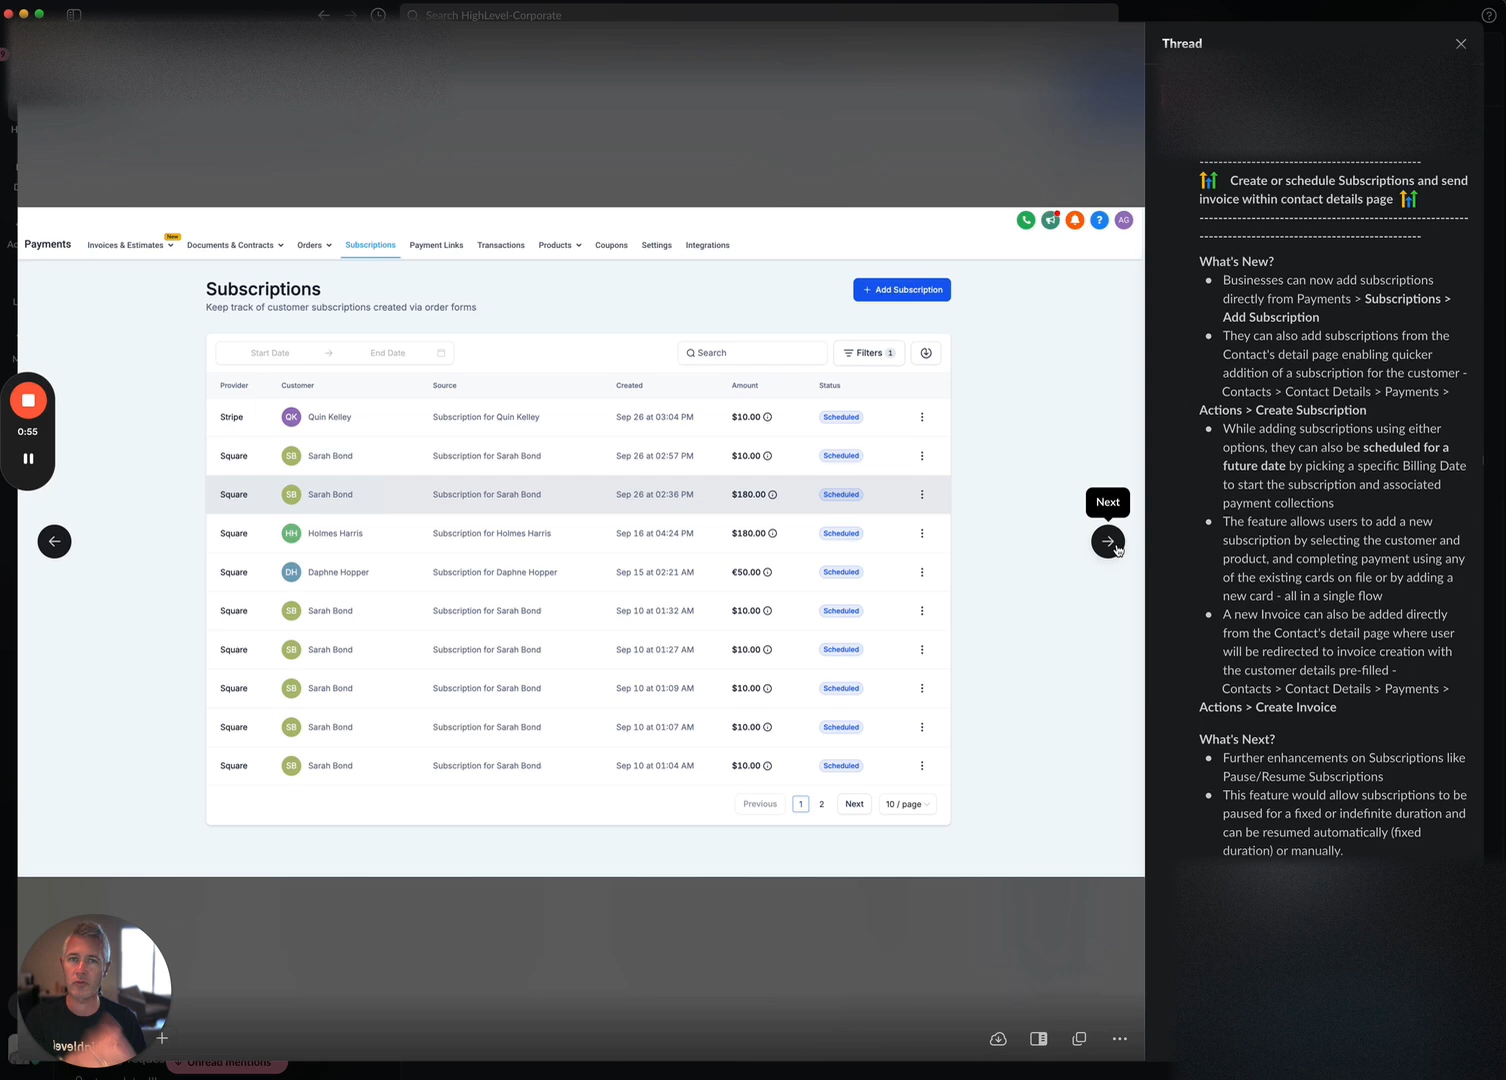 Search HighLevel-Corporate
Thread
Payments
Invoices & Estimates
New
Documents & Contracts
Orders
Subscriptions
Payment Links
Transactions
Products
Coupons
Settings
Integrations
AG
Subscriptions
Keep track of customer subscriptions created via order forms
+ Add Subscription
Start Date → End Date
Search
Filters 1
Provider Customer Source Created Amount Status
Stripe QK Quin Kelley Subscription for Quin Kelley Sep 26 at 03:04 PM $10.00 Scheduled
Square SB Sarah Bond Subscription for Sarah Bond Sep 26 at 02:57 PM $10.00 Scheduled
Square SB Sarah Bond Subscription for Sarah Bond Sep 26 at 02:36 PM $180.00 Scheduled
Square HH Holmes Harris Subscription for Holmes Harris Sep 16 at 04:24 PM $180.00 Scheduled
Square DH Daphne Hopper Subscription for Daphne Hopper Sep 15 at 02:21 AM €50.00 Scheduled
Square SB Sarah Bond Subscription for Sarah Bond Sep 10 at 01:32 AM $10.00 Scheduled
Square SB Sarah Bond Subscription for Sarah Bond Sep 10 at 01:27 AM $10.00 Scheduled
Square SB Sarah Bond Subscription for Sarah Bond Sep 10 at 01:09 AM $10.00 Scheduled
Square SB Sarah Bond Subscription for Sarah Bond Sep 10 at 01:07 AM $10.00 Scheduled
Square SB Sarah Bond Subscription for Sarah Bond Sep 10 at 01:04 AM $10.00 Scheduled
Previous 1 2 Next 10 / page
0:55
Next
Unread mentions
Create or schedule Subscriptions and send
invoice within contact details page
What's New?
• Businesses can now add subscriptions
directly from Payments > Subscriptions >
Add Subscription
• They can also add subscriptions from the
Contact's detail page enabling quicker
addition of a subscription for the customer -
Contacts > Contact Details > Payments >
Actions > Create Subscription
• While adding subscriptions using either
options, they can also be scheduled for a
future date by picking a specific Billing Date
to start the subscription and associated
payment collections
• The feature allows users to add a new
subscription by selecting the customer and
product, and completing payment using any
of the existing cards on file or by adding a
new card - all in a single flow
• A new Invoice can also be added directly
from the Contact's detail page where user
will be redirected to invoice creation with
the customer details pre-filled -
Contacts > Contact Details > Payments >
Actions > Create Invoice
What's Next?
• Further enhancements on Subscriptions like
Pause/Resume Subscriptions
• This feature would allow subscriptions to be
paused for a fixed or indefinite duration and
can be resumed automatically (fixed
duration) or manually.